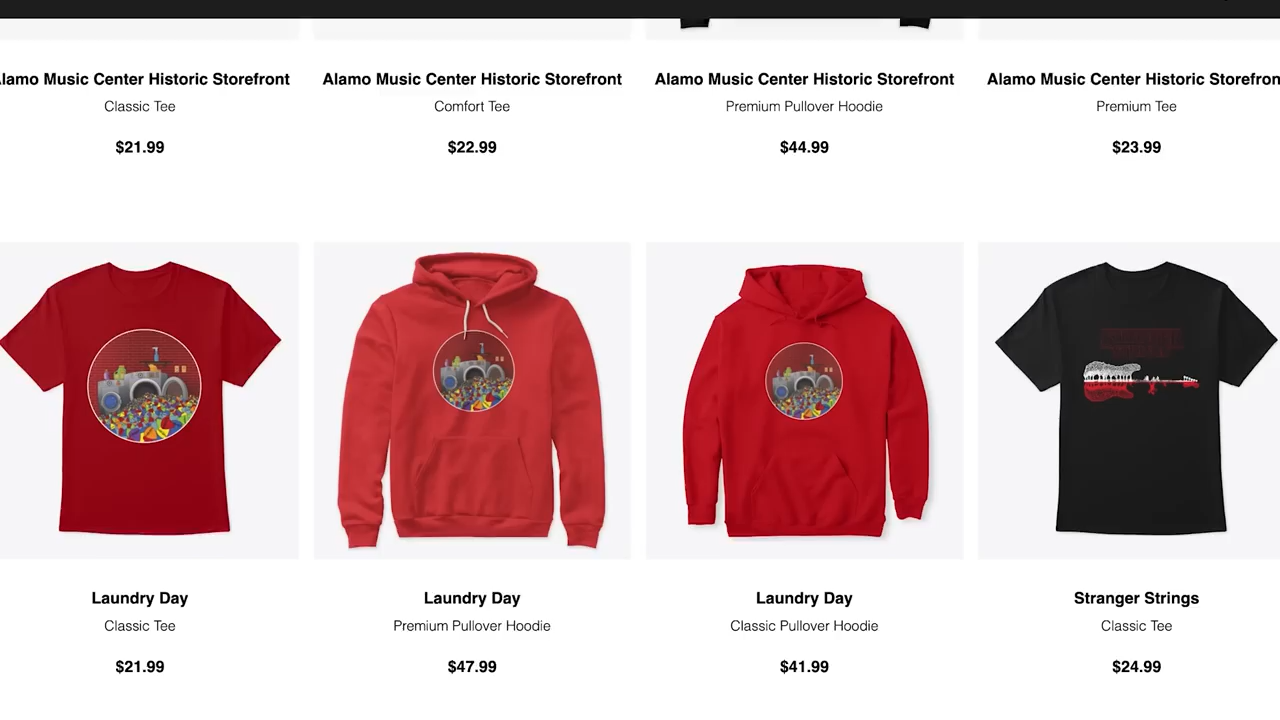 lamo Music Center Historic Storefront
Classic Tee
$21.99
Alamo Music Center Historic Storefront
Comfort Tee
$22.99
Alamo Music Center Historic Storefront
Premium Pullover Hoodie
$44.99
Alamo Music Center Historic Storefron
Premium Tee
$23.99
Laundry Day
Classic Tee
$21.99
Laundry Day
Premium Pullover Hoodie
$47.99
Laundry Day
Classic Pullover Hoodie
$41.99
Stranger Strings
Classic Tee
$24.99